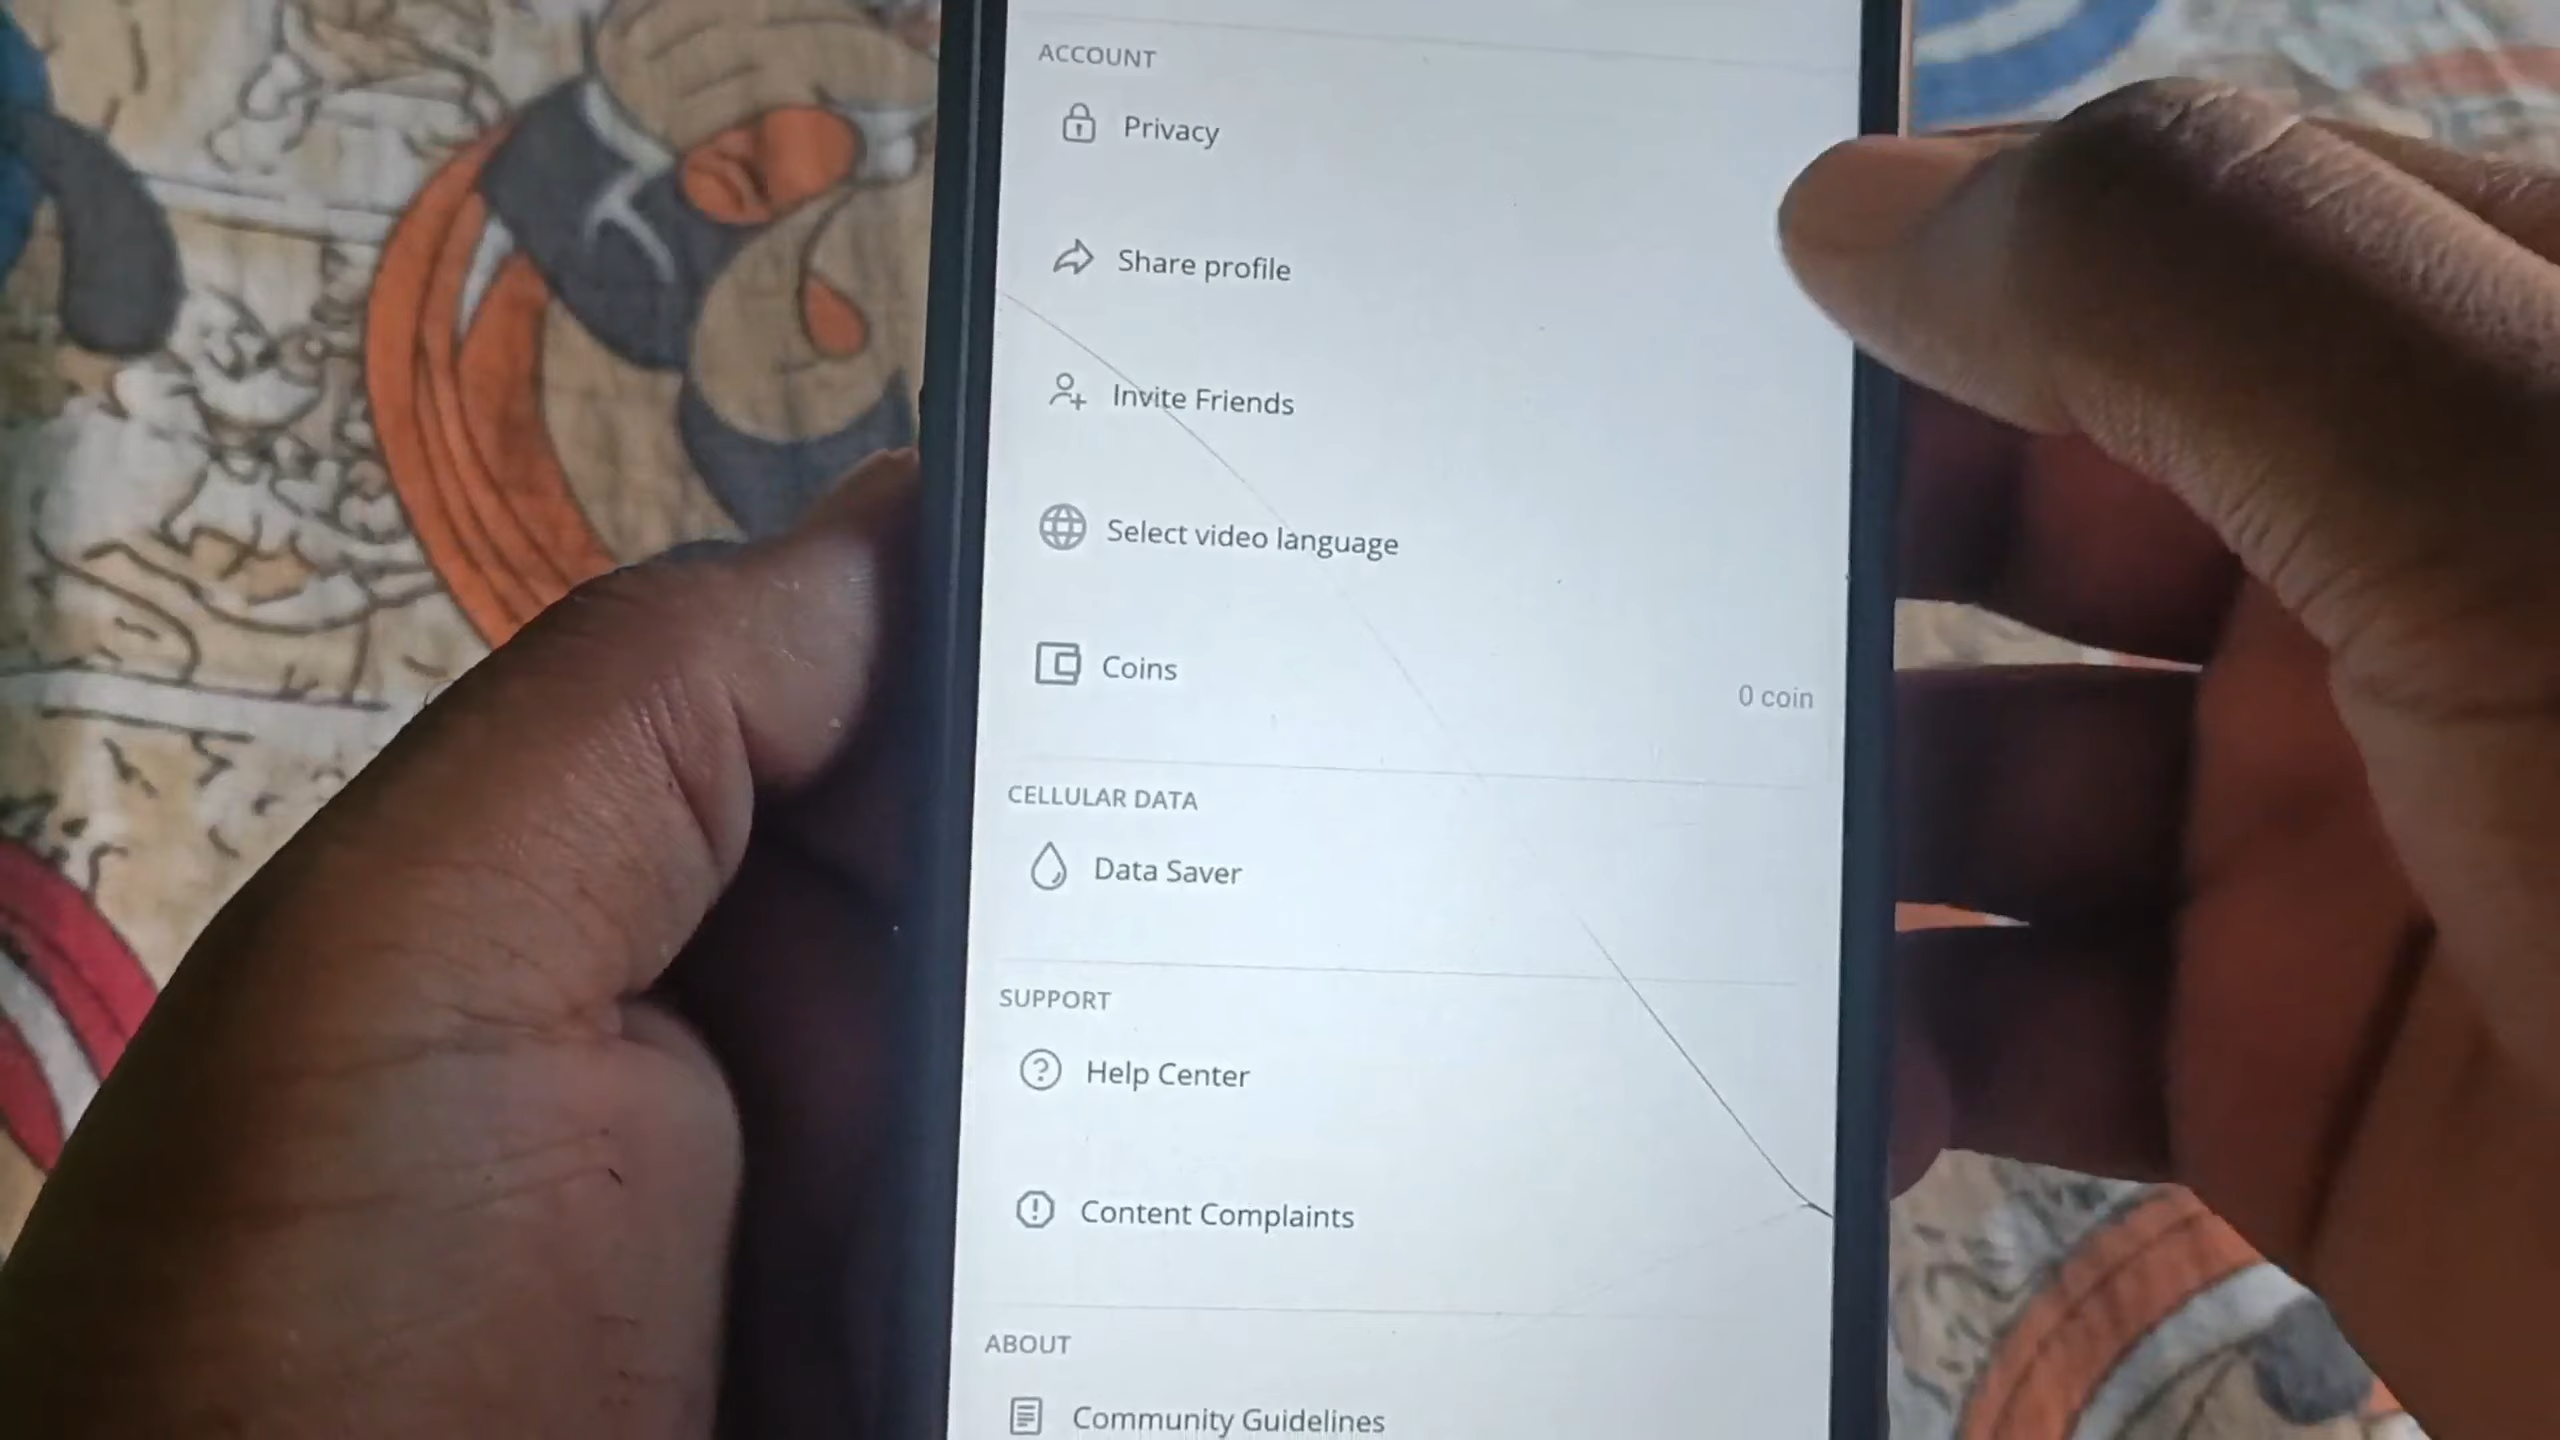 ACCOUNT
Privacy
Share profile
Invite Friends
Select video language
Coins
0 coin
CELLULAR DATA
Data Saver
SUPPORT
Help Center
Content Complaints
ABOUT
Community Guidelines